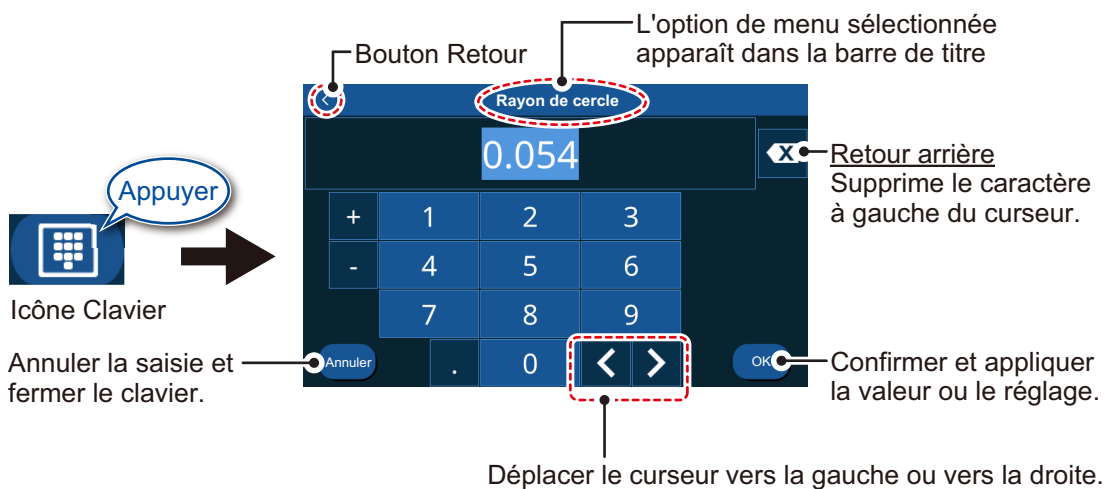 L'option de menu sélectionnée
apparaît dans la barre de titre
Bouton Retour
Rayon de cercle
0.054
X
Retour arrière
Supprime le caractère
à gauche du curseur.
Appuyer
+ 1 2 3
- 4 5 6
7 8 9
Icône Clavier
Annuler la saisie et
fermer le clavier.
Annuler . 0 < > OK
Confirmer et appliquer
la valeur ou le réglage.
Déplacer le curseur vers la gauche ou vers la droite.